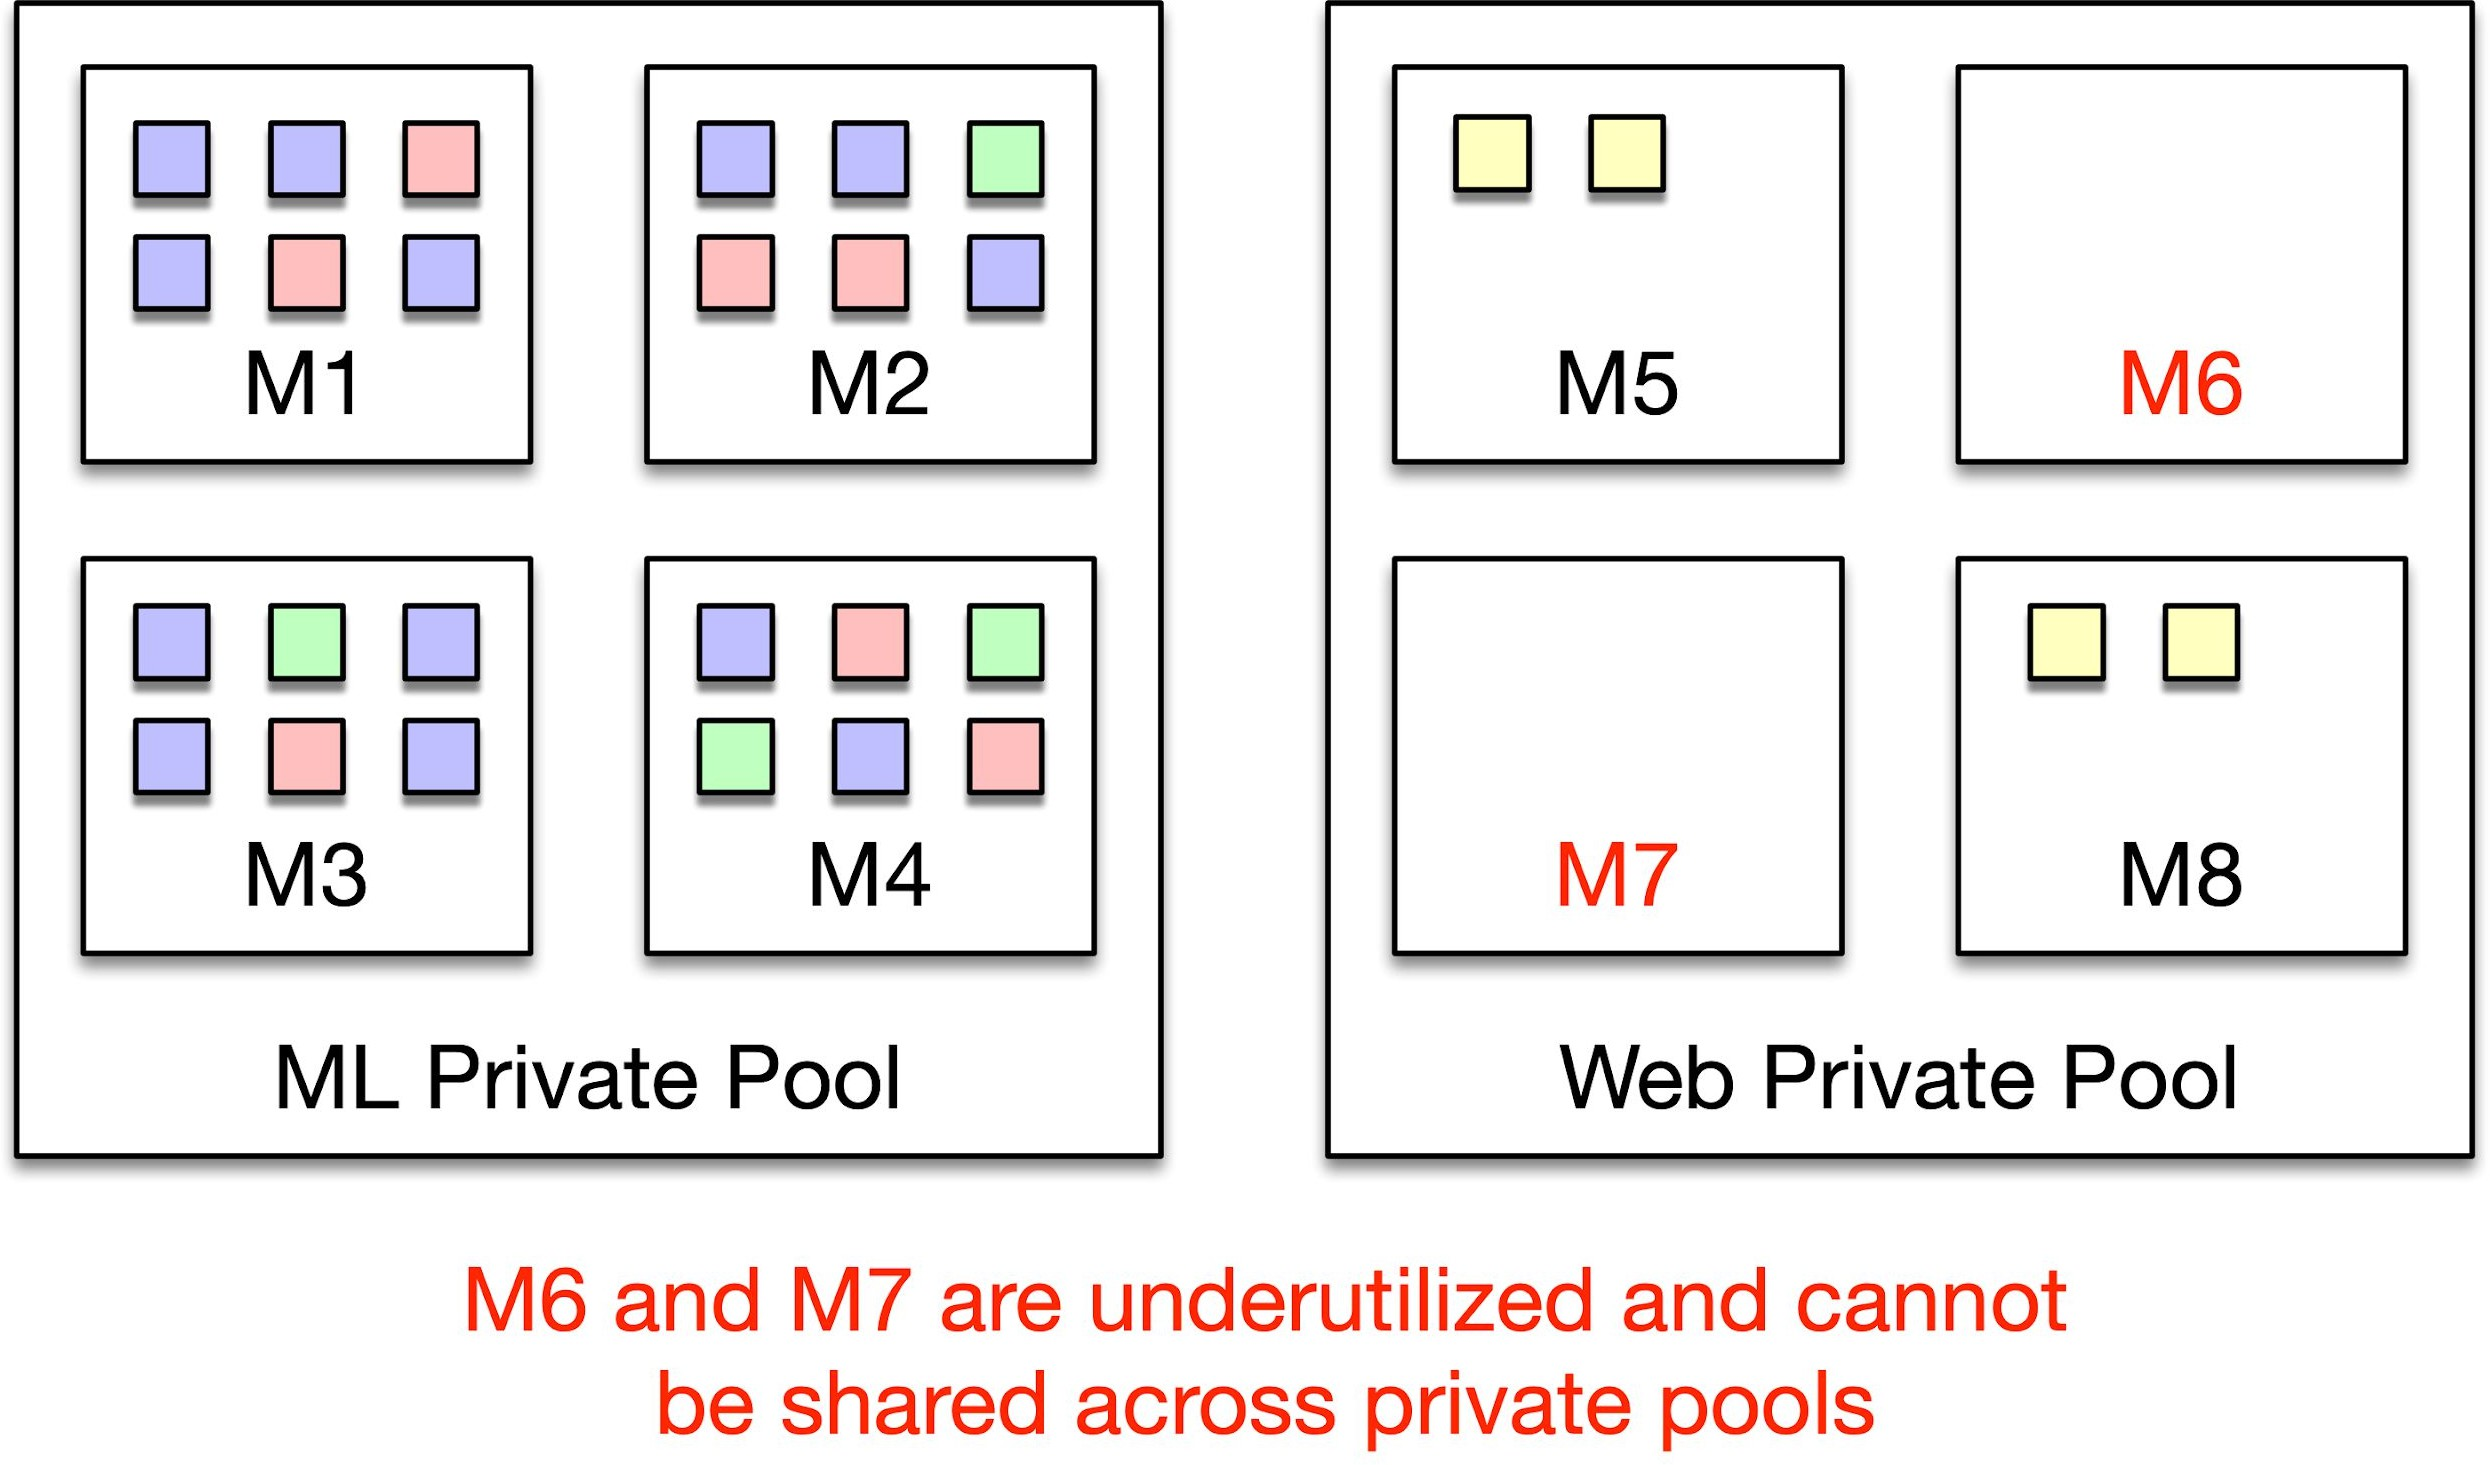 M1
M2
M3
M4
ML Private Pool
M5
M6
M7
M8
Web Private Pool
M6 and M7 are underutilized and cannot
be shared across private pools